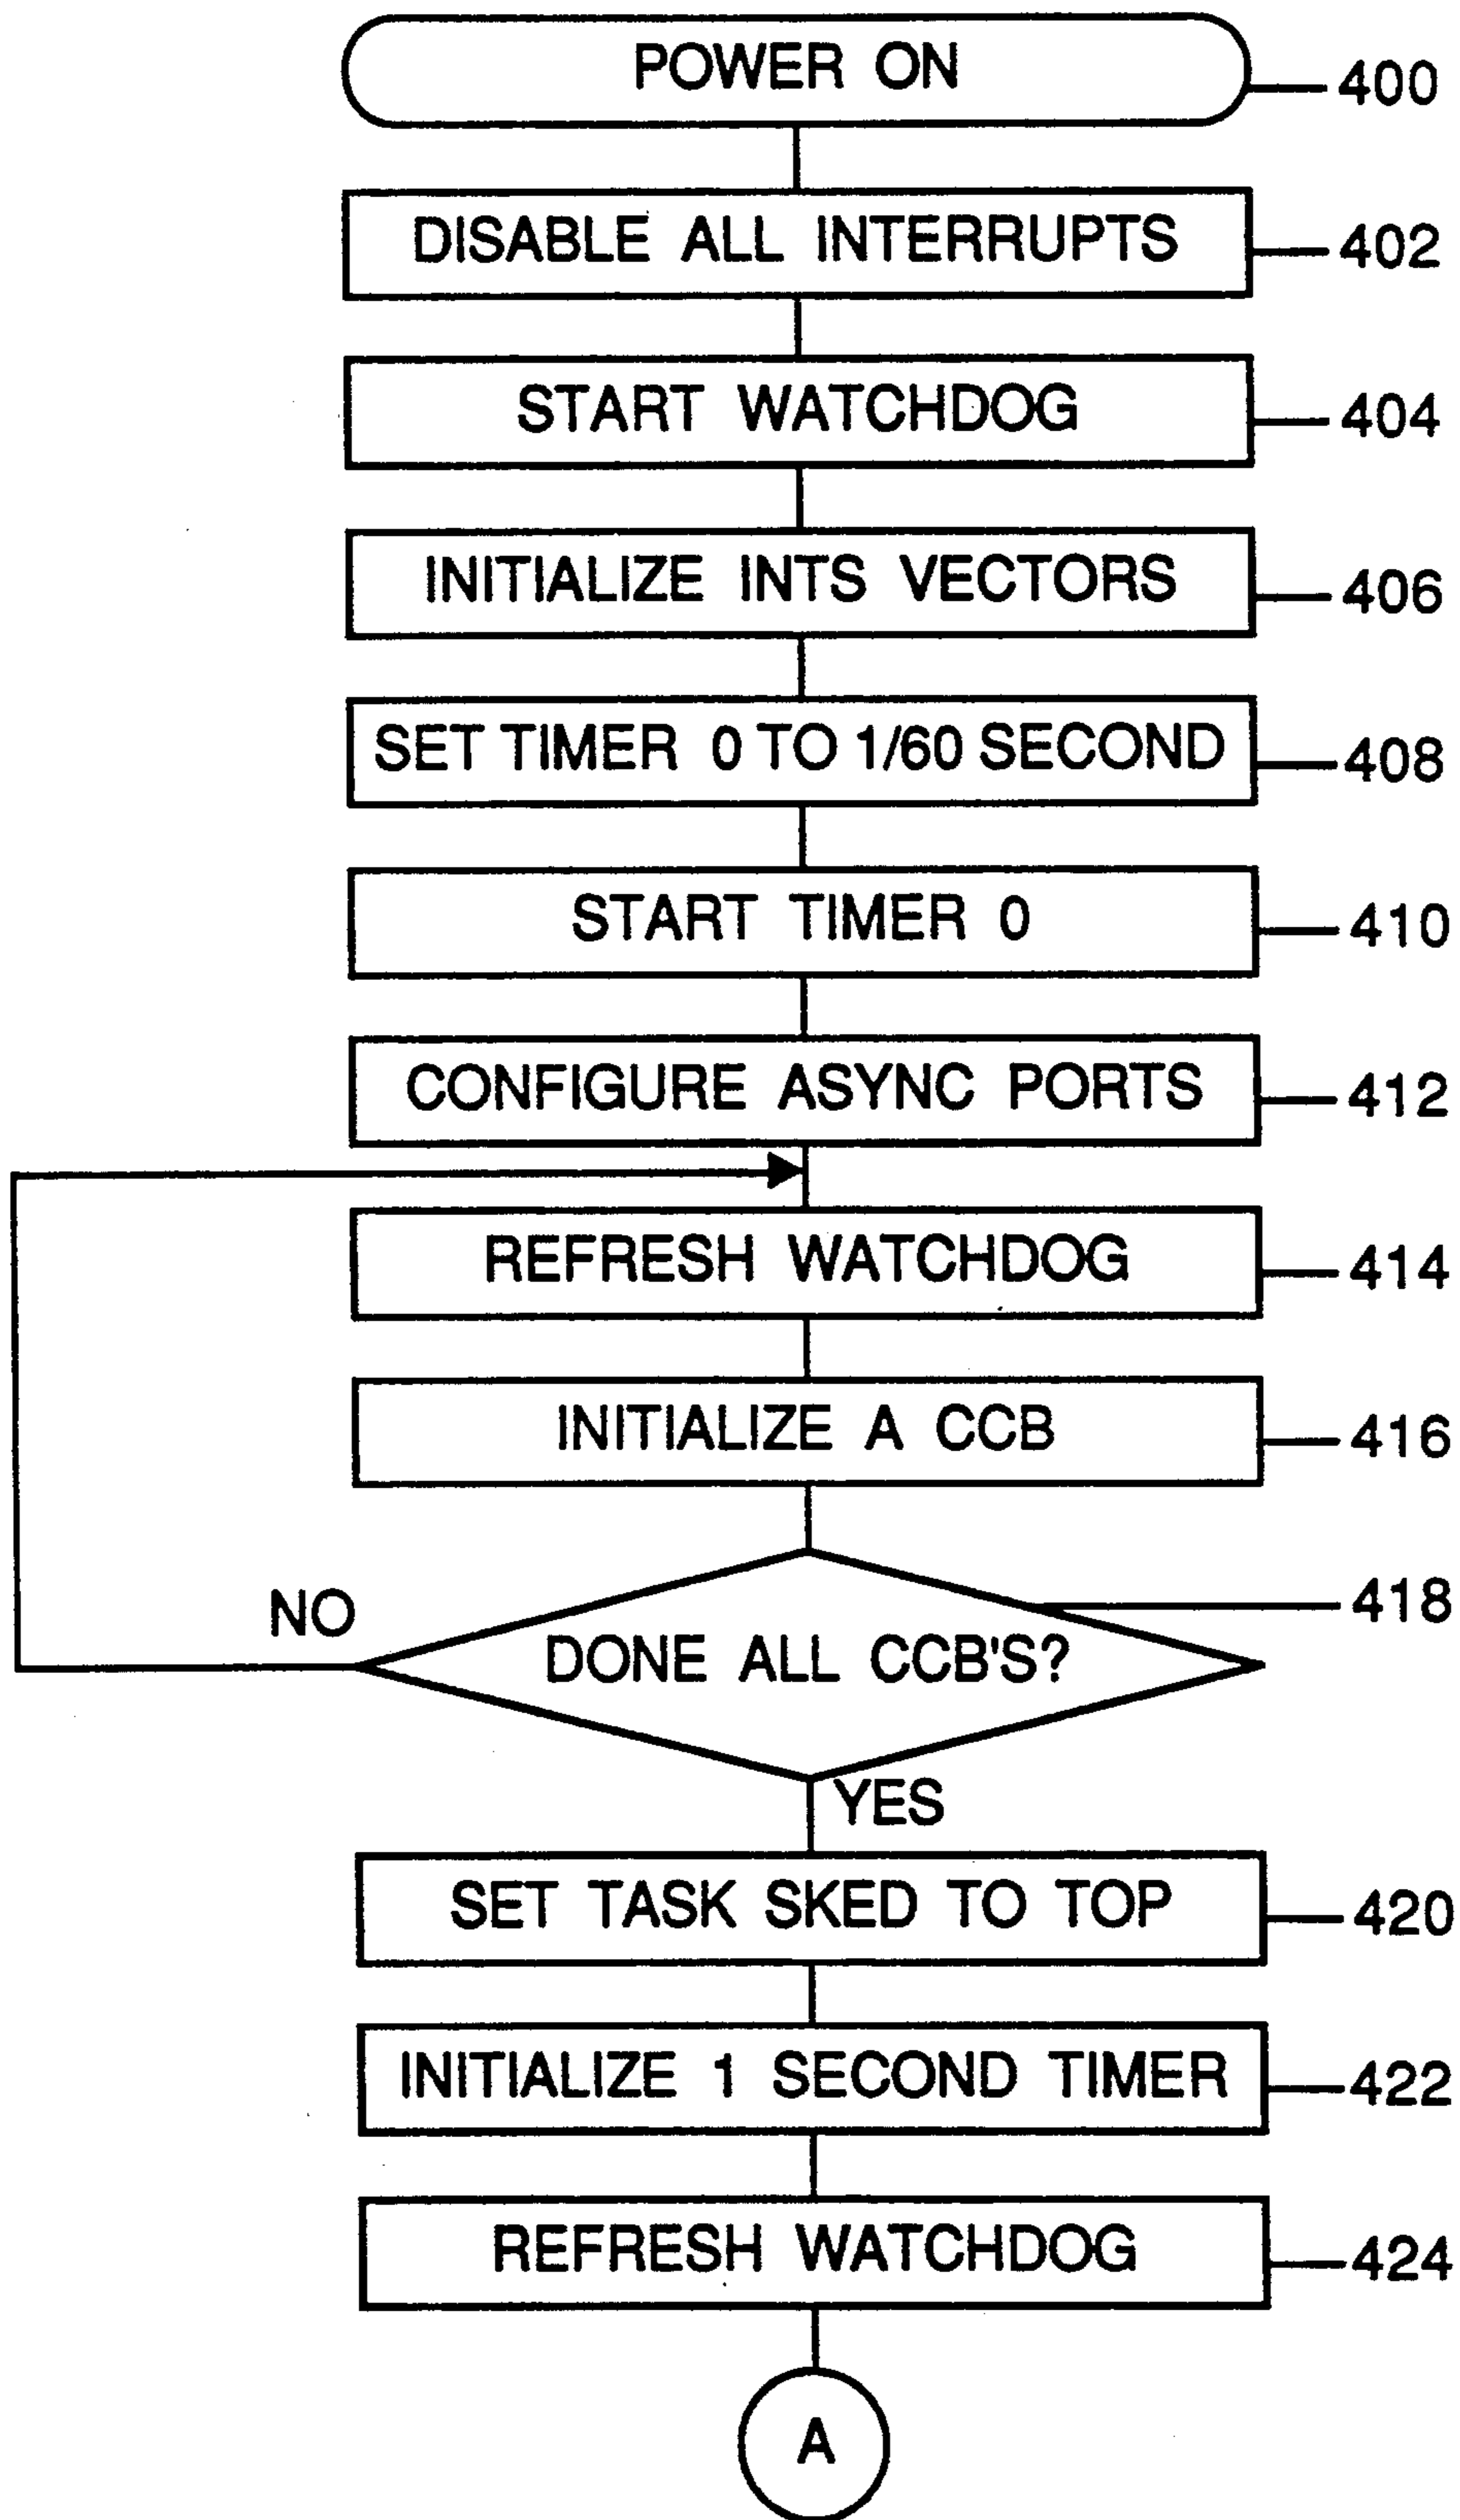 POWER ON
400
DISABLE ALL INTERRUPTS
402
START WATCHDOG
404
INITIALIZE INTS VECTORS
406
SET TIMER 0 TO 1/60 SECOND
408
START TIMER 0
410
CONFIGURE ASYNC PORTS
412
REFRESH WATCHDOG
414
INITIALIZE A CCB
416
418
NO
DONE ALL CCB'S?
YES
SET TASK SKED TO TOP
420
INITIALIZE 1 SECOND TIMER
422
REFRESH WATCHDOG
424
A